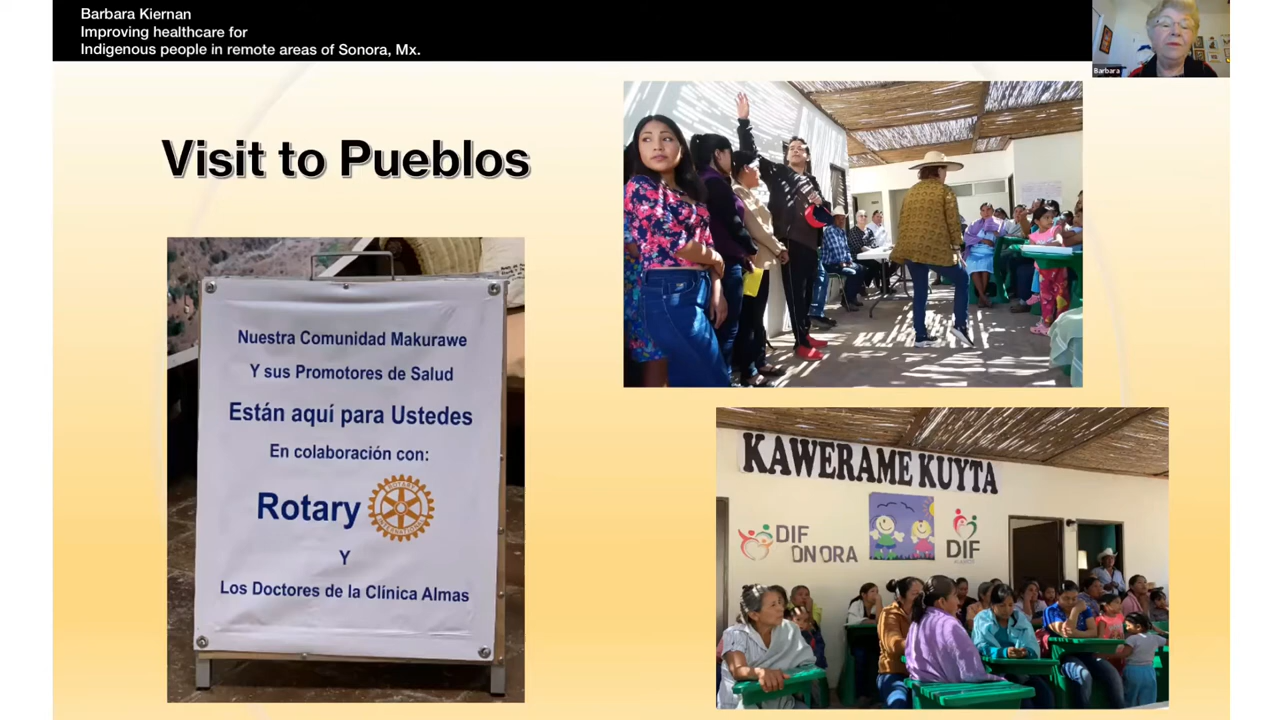 Barbara Kiernan
Improving healthcare for
Indigenous people in remote areas of Sonora, Mx.
Barbara
Visit to Pueblos
Nuestra Comunidad Makurawe
Y sus Promotores de Salud
Están aquí para Ustedes
En colaboración con:
Rotary
ROTARY
INTERNATIONAL
Y
Los Doctores de la Clínica Almas
KAWERAME KUYTA
DIF
ONORA
DIF